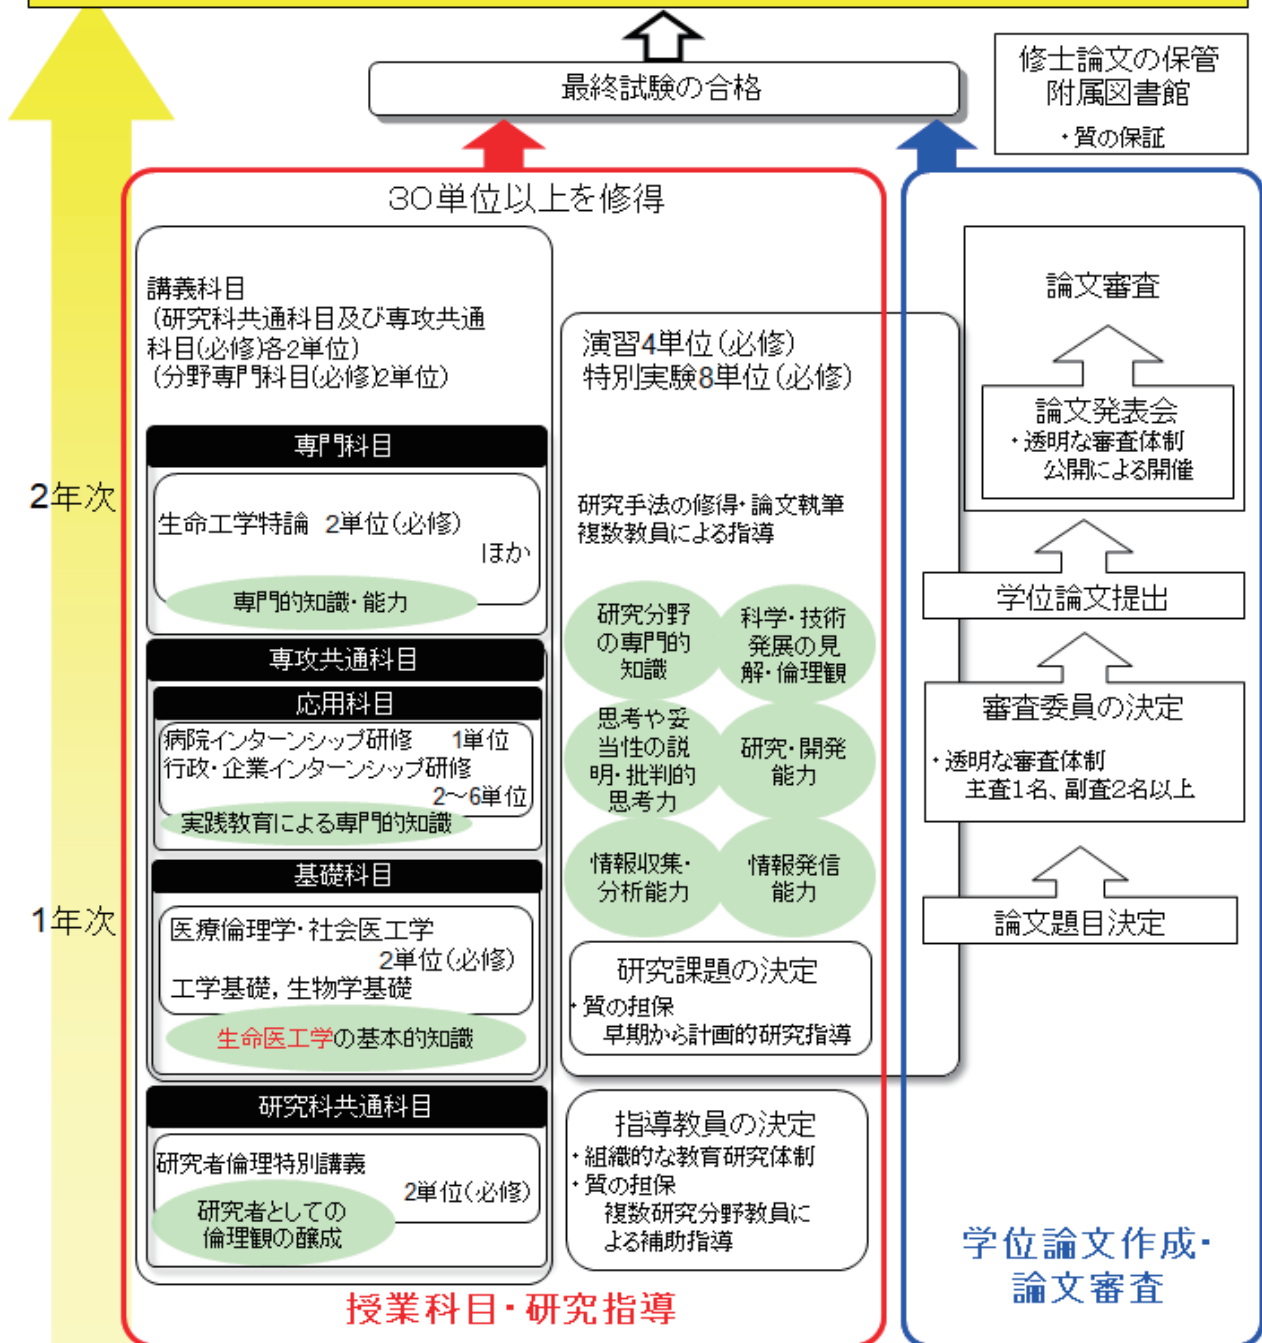 最終試験の合格
修士論文の保管
附属図書館
・質の保証
30単位以上を修得
講義科目
(研究科共通科目及び専攻共通
科目(必修)各2単位)
(分野専門科目(必修)2単位)
専門科目
生命工学特論 2単位(必修)
ほか
専門的知識・能力
専攻共通科目
応用科目
病院インターンシップ研修 1単位
行政・企業インターンシップ研修
2～6単位
実践教育による専門的知識
基礎科目
医療倫理学・社会医工学
2単位(必修)
工学基礎, 生物学基礎
生命医工学の基本的知識
研究科共通科目
研究者倫理特別講義
2単位(必修)
研究者としての
倫理観の醸成
演習4単位(必修)
特別実験8単位(必修)
研究手法の修得・論文執筆
複数教員による指導
研究分野
の専門的
知識
科学・技術
発展の見
解・倫理観
思考や妥
当性の説
明・批判的
思考力
研究・開発
能力
情報収集・
分析能力
情報発信
能力
研究課題の決定
・質の担保
早期から計画的研究指導
指導教員の決定
・組織的な教育研究体制
・質の担保
複数研究分野教員に
よる補助指導
授業科目・研究指導
論文審査
論文発表会
・透明な審査体制
公開による開催
学位論文提出
審査委員の決定
・透明な審査体制
主査1名、副査2名以上
論文題目決定
学位論文作成・
論文審査
2年次
1年次